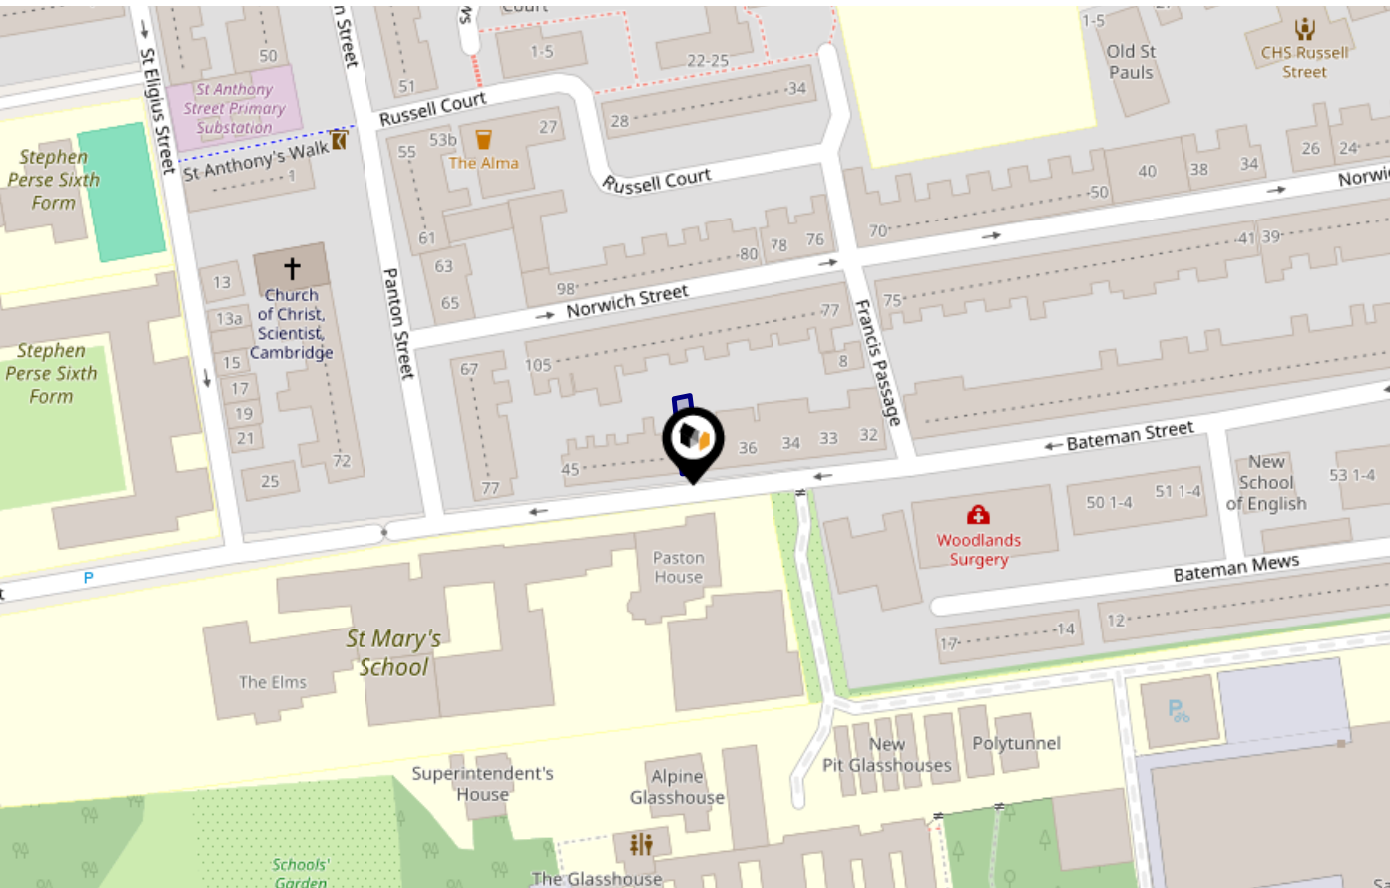 Court
1-5
n Street
ws
1-5
50
51
22-25
Old St
Pauls
CHS Russell
Street
St Eligius Street
St Anthony
Street Primary
Substation
Russell Court
28
34
27
53b
55
The Alma
St Anthony's Walk
1
Stephen
Perse Sixth
Form
Russell Court
26
24
40
38
34
50
Norwic
70
61
63
65
80
78
76
41
39
13
98
Norwich Street
Church
of Christ,
Scientist,
Cambridge
13a
15
17
19
21
25
72
Panton Street
77
75
Francis Passage
105
8
67
Stephen
Perse Sixth
Form
45
36
34
33
32
77
Bateman Street
New
School
of English
50 1-4
51 1-4
53 1-4
Woodlands
Surgery
Paston
House
Bateman Mews
P
t
17
14
12
St Mary's
School
The Elms
P
New
Pit Glasshouses
Polytunnel
Superintendent's
House
Alpine
Glasshouse
Schools'
Garden
The Glasshouse
Sa